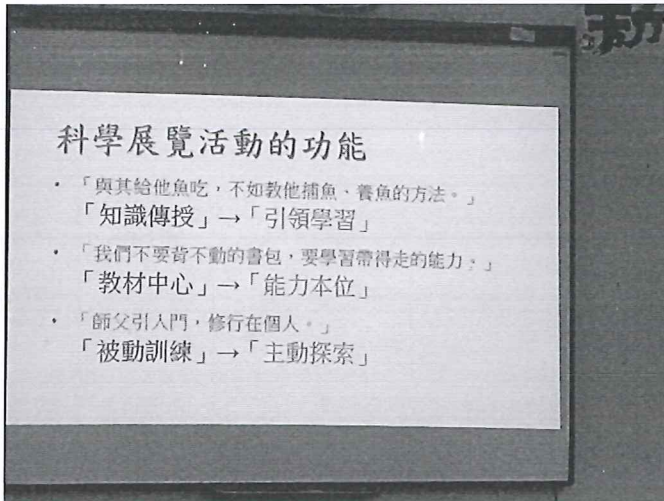 動
科學展覽活動的功能
• 「與其給他魚吃，不如教他捕魚、養魚的方法。」
「知識傳授」→「引領學習」
• 「我們不要背不動的書包，要學習帶得走的能力。」
「教材中心」→「能力本位」
• 「師父引入門，修行在個人。」
「被動訓練」→「主動探索」